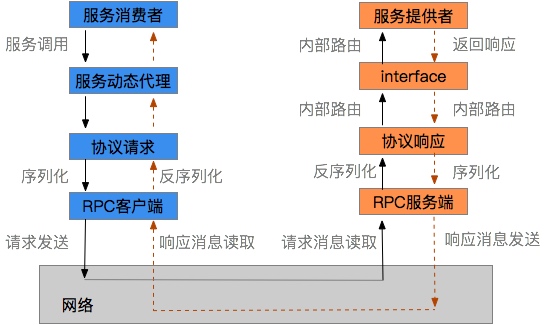 服务消费者
服务调用
服务动态代理
协议请求
序列化
反序列化
RPC客户端
请求发送
响应消息读取
服务提供者
内部路由
返回响应
interface
内部路由
内部路由
协议响应
反序列化
序列化
RPC服务端
请求消息读取
响应消息发送
网络